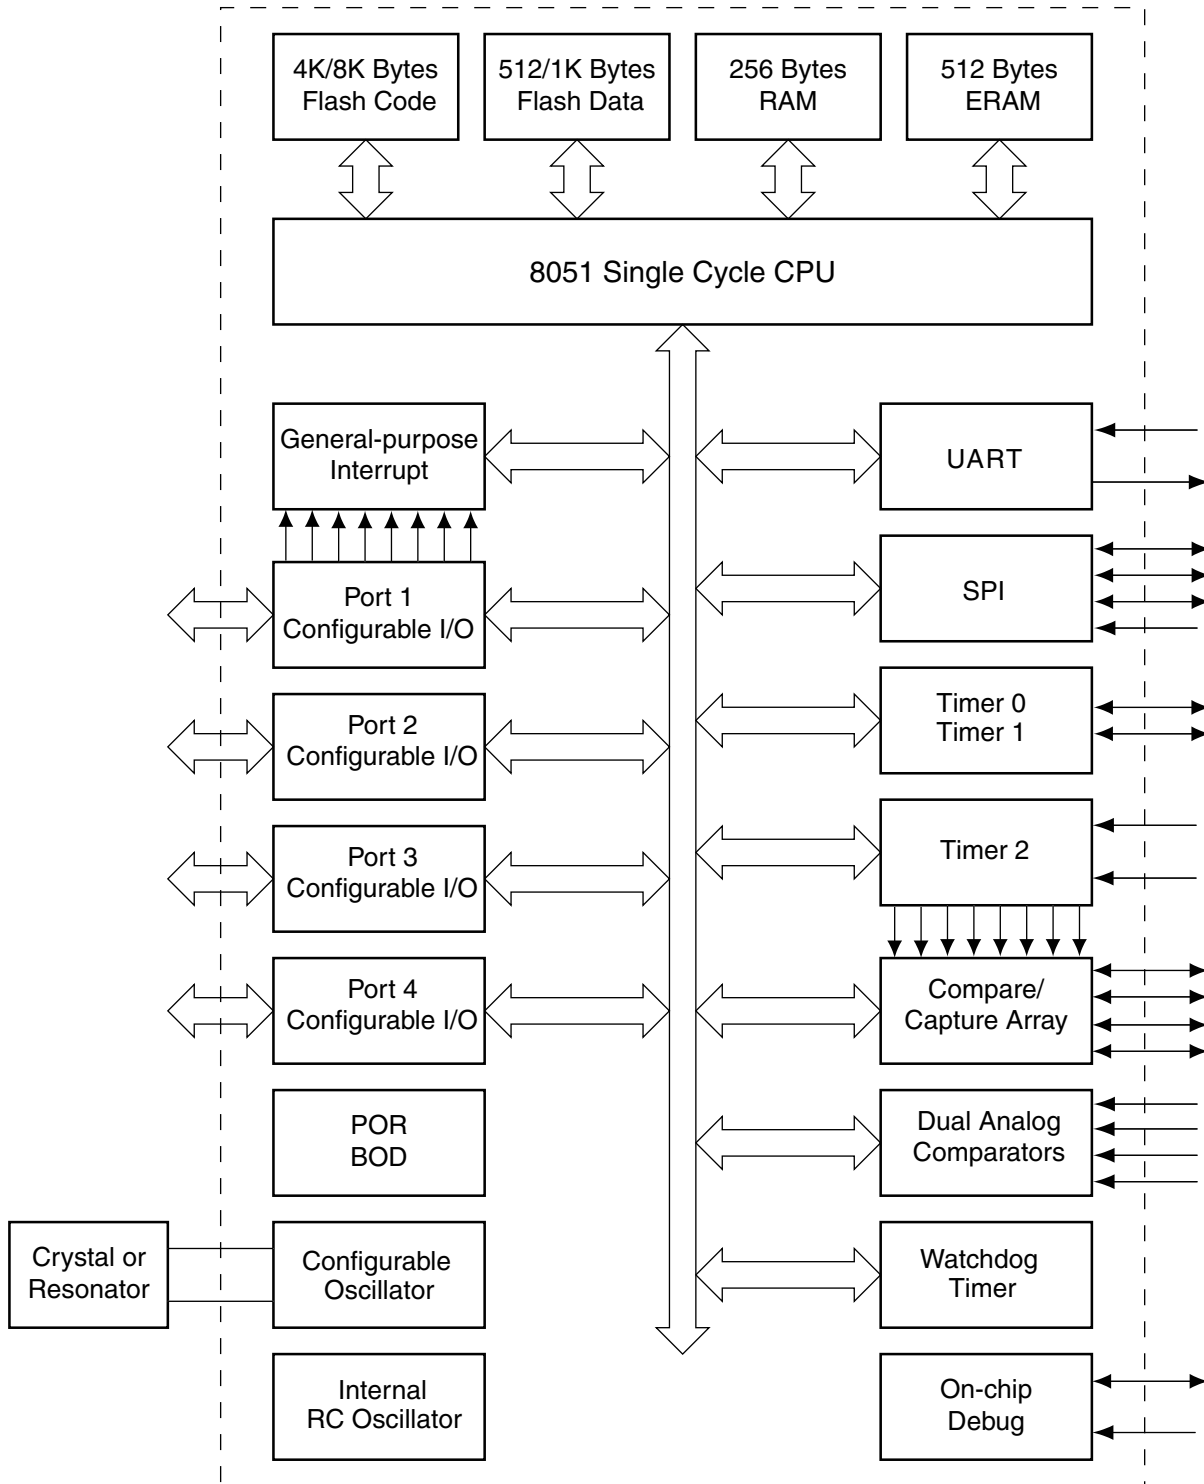 4K/8K Bytes
Flash Code
512/1K Bytes
Flash Data
256 Bytes
RAM
512 Bytes
ERAM
8051 Single Cycle CPU
General-purpose
Interrupt
UART
Port 1
Configurable I/O
SPI
Port 2
Configurable I/O
Timer 0
Timer 1
Port 3
Configurable I/O
Timer 2
Port 4
Configurable I/O
Compare/
Capture Array
POR
BOD
Dual Analog
Comparators
Crystal or
Resonator
Configurable
Oscillator
Watchdog
Timer
Internal
RC Oscillator
On-chip
Debug